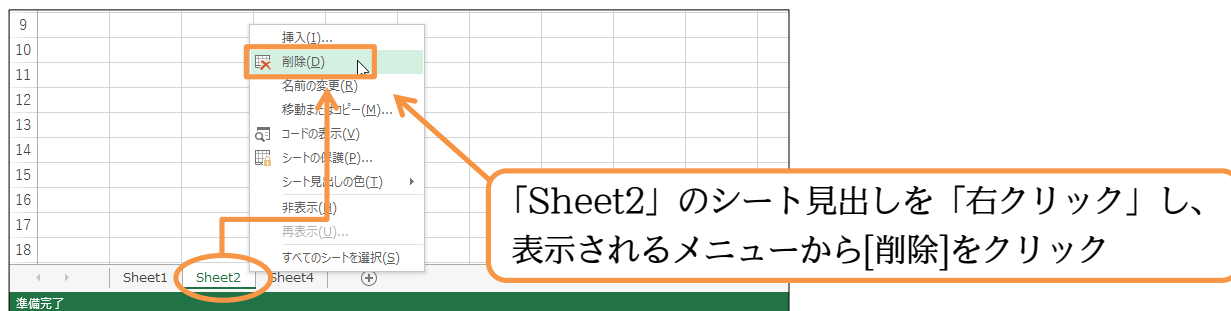 9
10
11
12
13
14
15
16
17
18
挿入(I)...
削除(D)
名前の変更(R)
移動またはコピー(M)...
コードの表示(V)
シートの保護(P)...
シート見出しの色(T)
非表示(H)
再表示(U)...
すべてのシートを選択(S)
「Sheet2」のシート見出しを「右クリック」し、
表示されるメニューから[削除]をクリック
Sheet1 Sheet2 Sheet4
準備完了